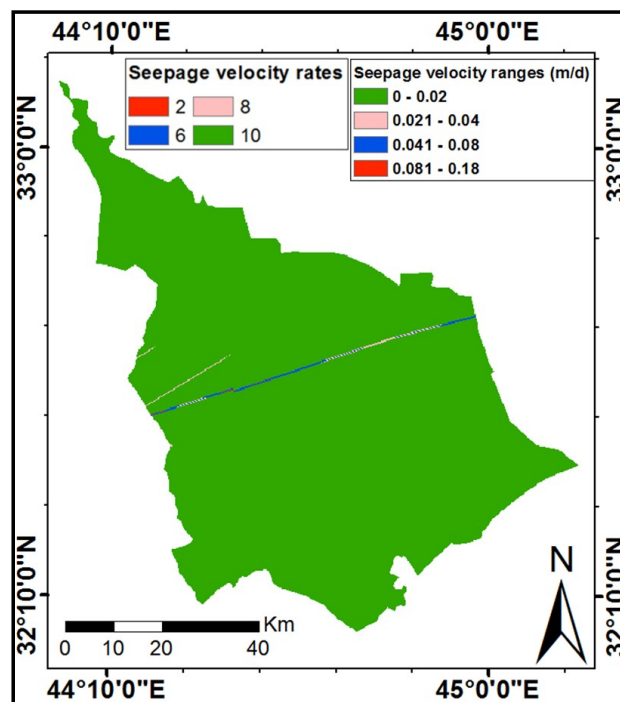 44°10'0"E 45°0'0"E
Seepage velocity rates
2 8
6 10
Seepage velocity ranges (m/d)
0 - 0.02
0.021 - 0.04
0.041 - 0.08
0.081 - 0.18
33°0'0"N 33°0'0"N
32°10'0"N 32°10'0"N
N
Km
0 10 20 40
44°10'0"E 45°0'0"E